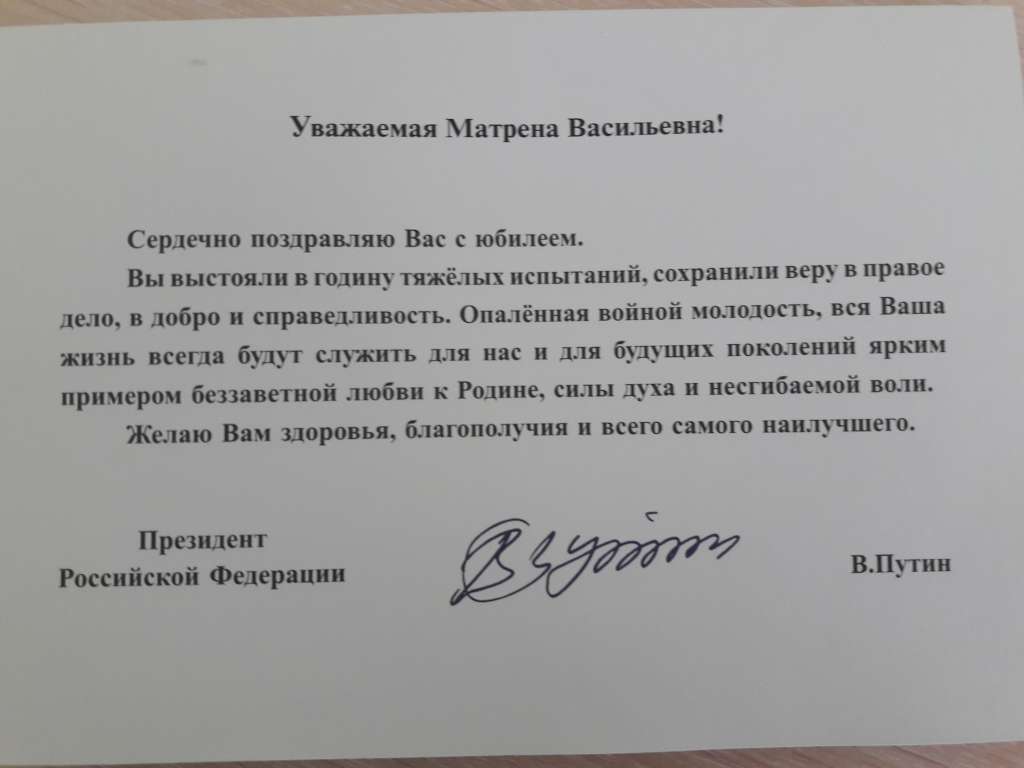 Уважаемая Матрена Васильевна!
Сердечно поздравляю Вас с юбилеем.
Вы выстояли в годину тяжёлых испытаний, сохранили веру в правое
дело, в добро и справедливость. Опалённая войной молодость, вся Ваша
жизнь всегда будут служить для нас и для будущих поколений ярким
примером беззаветной любви к Родине, силы духа и несгибаемой воли.
Желаю Вам здоровья, благополучия и всего самого наилучшего.
Президент
Российской Федерации
В.Путин